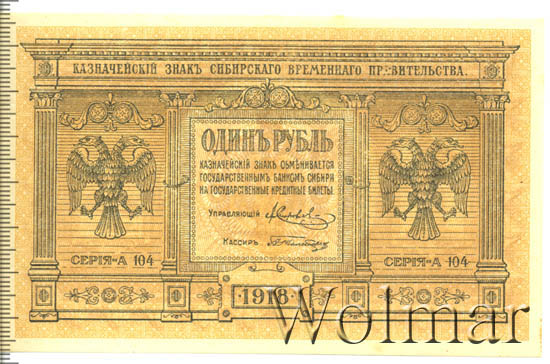 КАЗНАЧЕЙСКІЙ ЗНАКЪ СИБИРСКАГО ВРЕМЕННАГО ПРАВИТЕЛЬСТВА.
ОДИНЪ РУБЛЬ
КАЗНАЧЕЙСКІЙ ЗНАКЪ ОБМѢНИВАЕТСЯ
ГОСУДАРСТВЕННЫМЪ БАНКОМЪ СИБИРИ
НА ГОСУДАРСТВЕННЫЕ КРЕДИТНЫЕ БИЛЕТЫ.
УПРАВЛЯЮЩІЙ
КАССИРЪ
СЕРІЯ-А 104
СЕРІЯ-А 104
1918
Wolmar